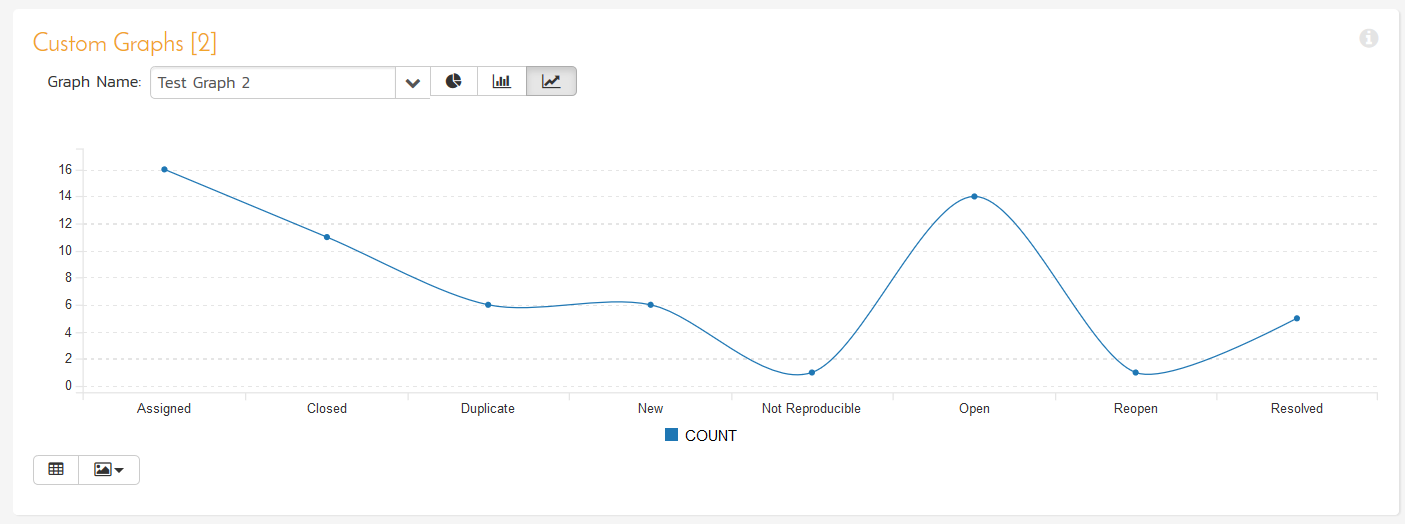 Custom Graphs [2]
Graph Name: Test Graph 2
16
14
12
10
8
6
4
2
0
Assigned Closed Duplicate New Not Reproducible Open Reopen Resolved
COUNT